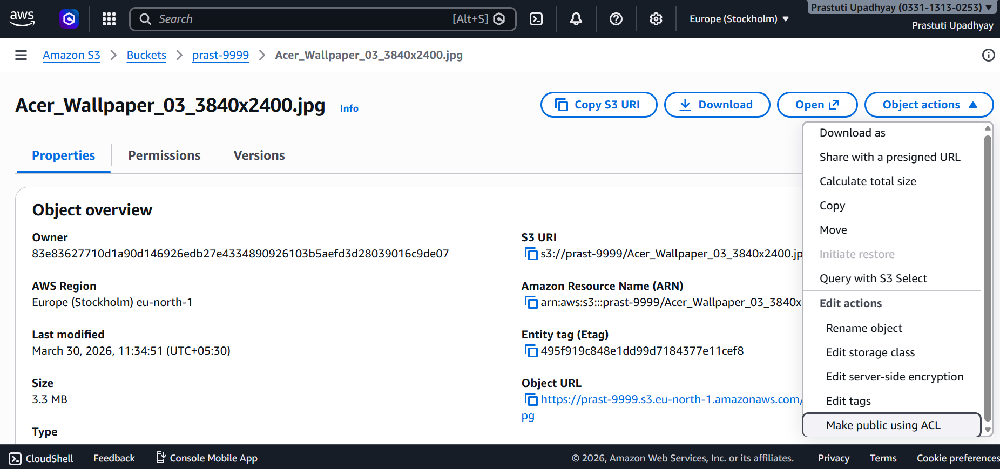 aws
Search [Alt+S]
Europe (Stockholm)
Prastuti Upadhyay (0331-1313-0253)
Prastuti Upadhyay
Amazon S3 Buckets prast-9999 Acer_Wallpaper_03_3840x2400.jpg
Acer_Wallpaper_03_3840x2400.jpg Info
Copy S3 URI Download Open Object actions
Properties Permissions Versions
Object overview
Owner
83e83627710d1a90d146926edb27e4334890926103b5aefd3d28039016c9de07
AWS Region
Europe (Stockholm) eu-north-1
Last modified
March 30, 2026, 11:34:51 (UTC+05:30)
Size
3.3 MB
Type
S3 URI
s3://prast-9999/Acer_Wallpaper_03_3840x2400.jp
Amazon Resource Name (ARN)
arn:aws:s3:::prast-9999/Acer_Wallpaper_03_3840x
Entity tag (Etag)
495f919c848e1dd99d7184377e11cef8
Object URL
https://prast-9999.s3.eu-north-1.amazonaws.com/
pg
Download as
Share with a presigned URL
Calculate total size
Copy
Move
Initiate restore
Query with S3 Select
Edit actions
Rename object
Edit storage class
Edit server-side encryption
Edit tags
Make public using ACL
CloudShell Feedback Console Mobile App © 2026, Amazon Web Services, Inc. or its affiliates. Privacy Terms Cookie preferences